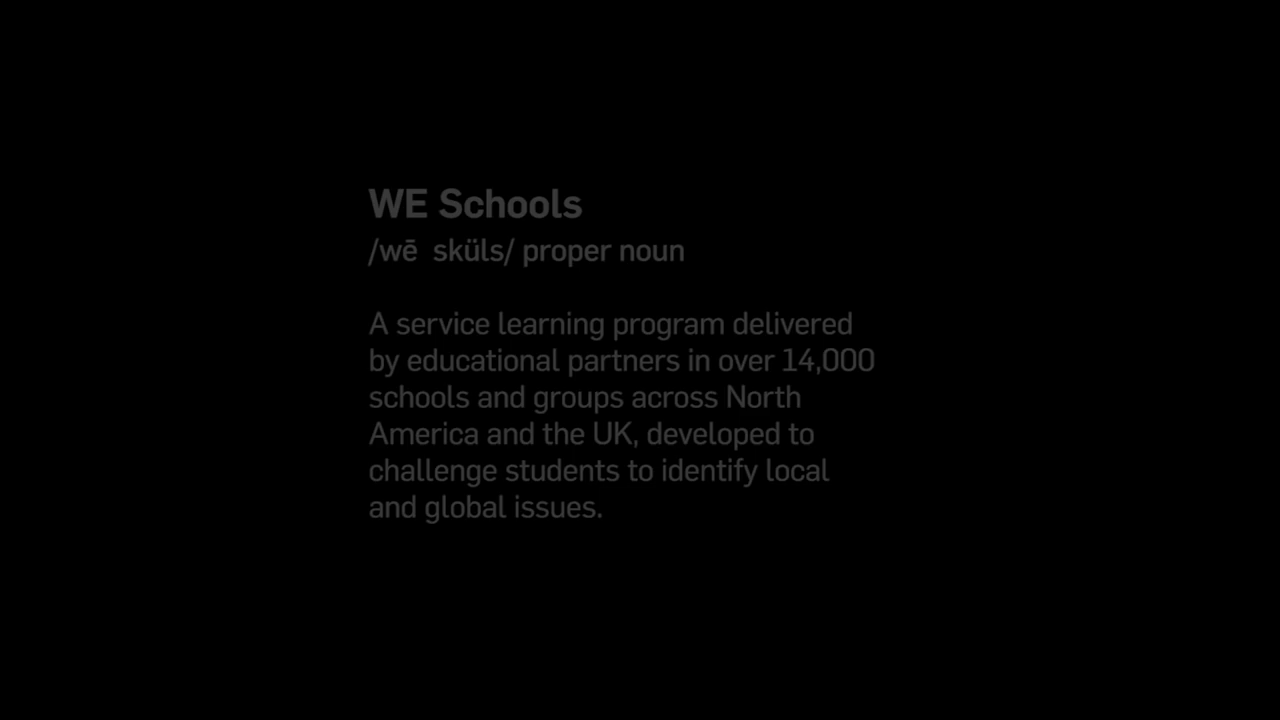 WE Schools
/wē  sküls/ proper noun
A service learning program delivered
by educational partners in over 14,000
schools and groups across North
America and the UK, developed to
challenge students to identify local
and global issues.